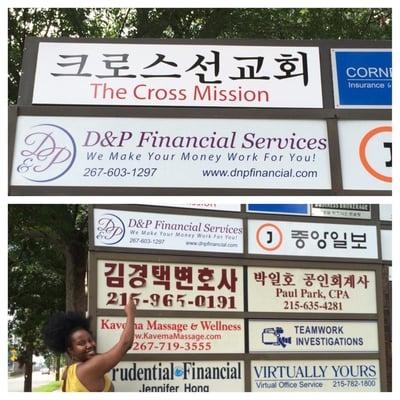 크로스선교회
The Cross Mission
CORNE
Insurance &
D&P
D&P Financial Services
We Make Your Money Work For You!
267-603-1297 www.dnpfinancial.com
J
D&P
D&P Financial Services
We Make Your Money Work For You!
267-603-1297 www.dnpfinancial.com
J 중앙일보
김경택변호사
215-965-0191
박일호 공인회계사
Paul Park, CPA
215-635-4281
Kavema Massage & Wellness
www.KavemaMassage.com
267-719-3555
TEAMWORK
INVESTIGATIONS
Prudential Financial
Jennifer Hong
VIRTUALLY YOURS
Virtual Office Service 215-782-1800